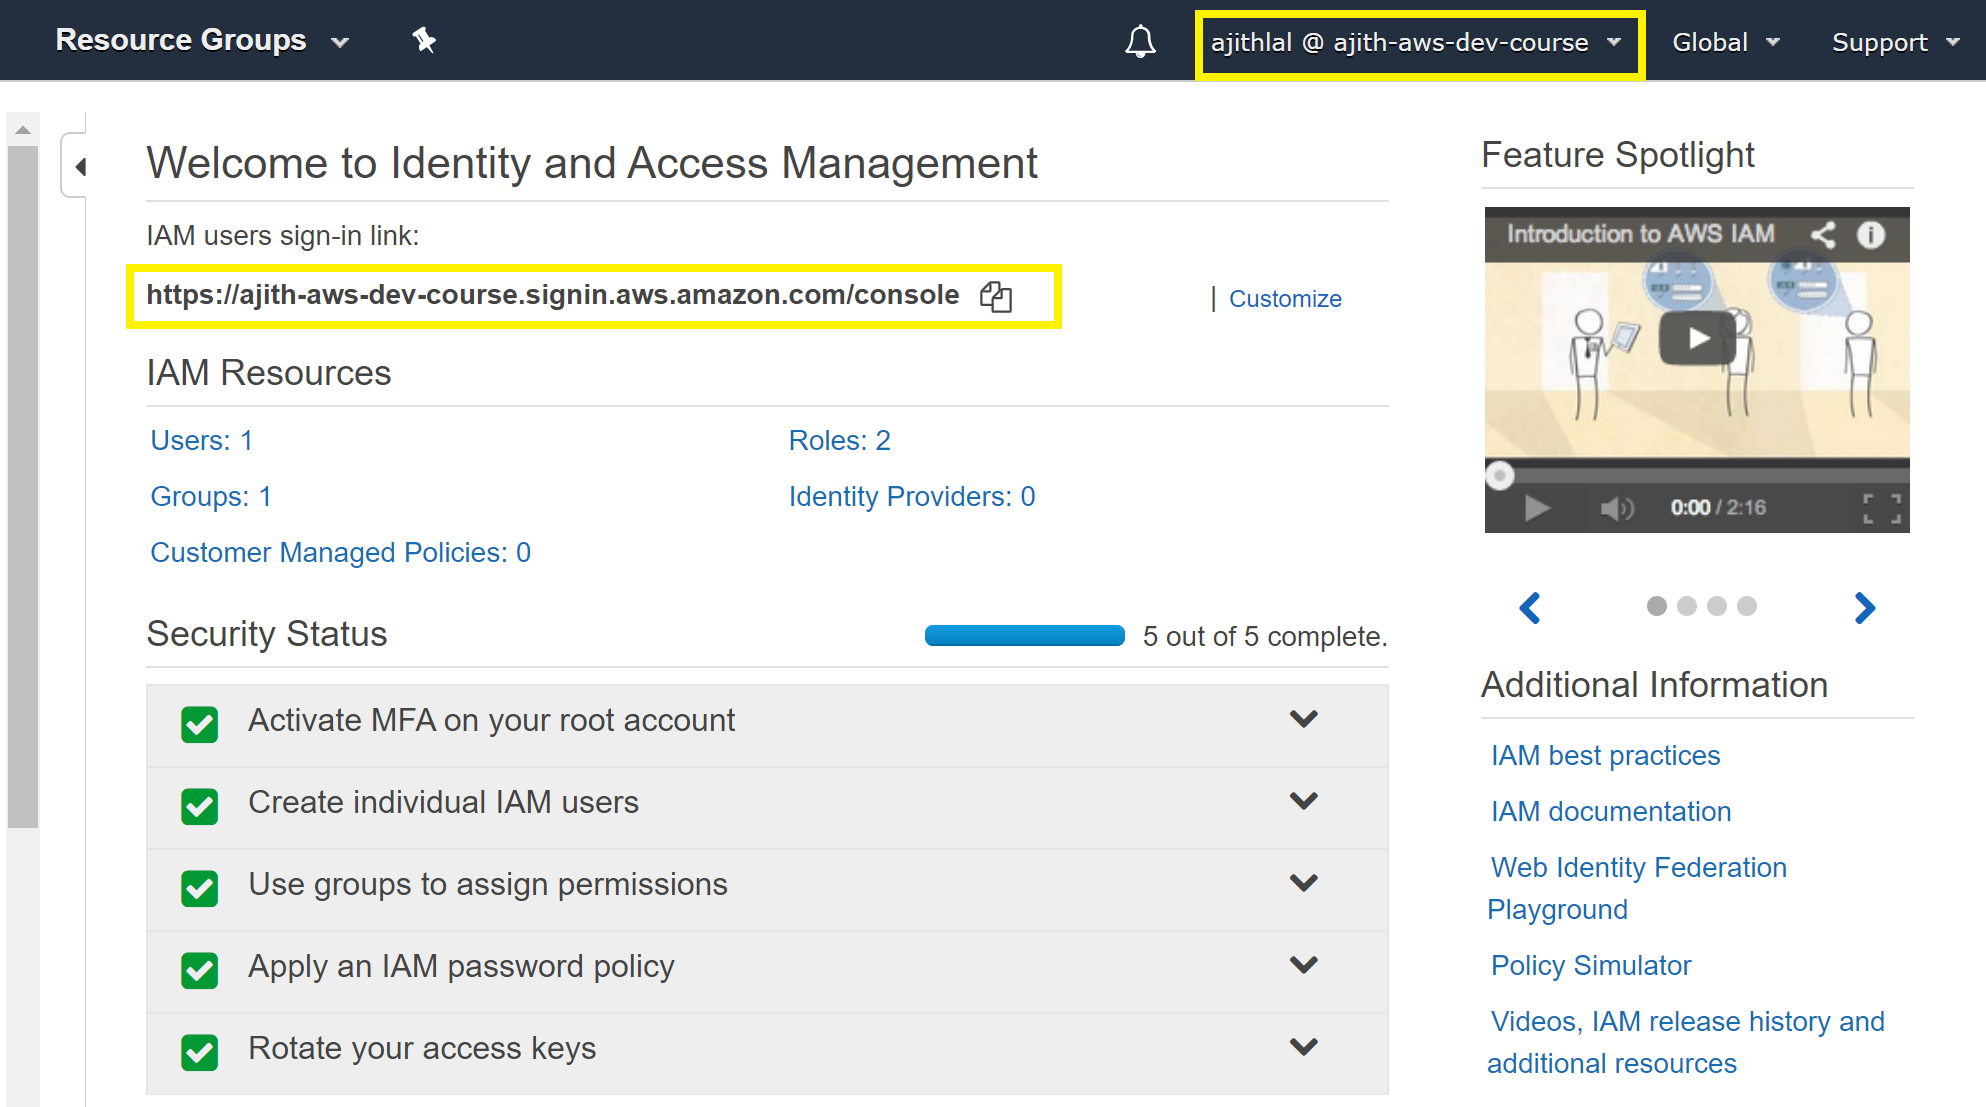 Resource Groups
ajithlal @ ajith-aws-dev-course
Global
Support
Welcome to Identity and Access Management
IAM users sign-in link:
https://ajith-aws-dev-course.signin.aws.amazon.com/console
| Customize
IAM Resources
Users: 1
Roles: 2
Groups: 1
Identity Providers: 0
Customer Managed Policies: 0
Security Status
5 out of 5 complete.
Activate MFA on your root account
Create individual IAM users
Use groups to assign permissions
Apply an IAM password policy
Rotate your access keys
Feature Spotlight
Introduction to AWS IAM
0:00 / 2:16
Additional Information
IAM best practices
IAM documentation
Web Identity Federation
Playground
Policy Simulator
Videos, IAM release history and
additional resources